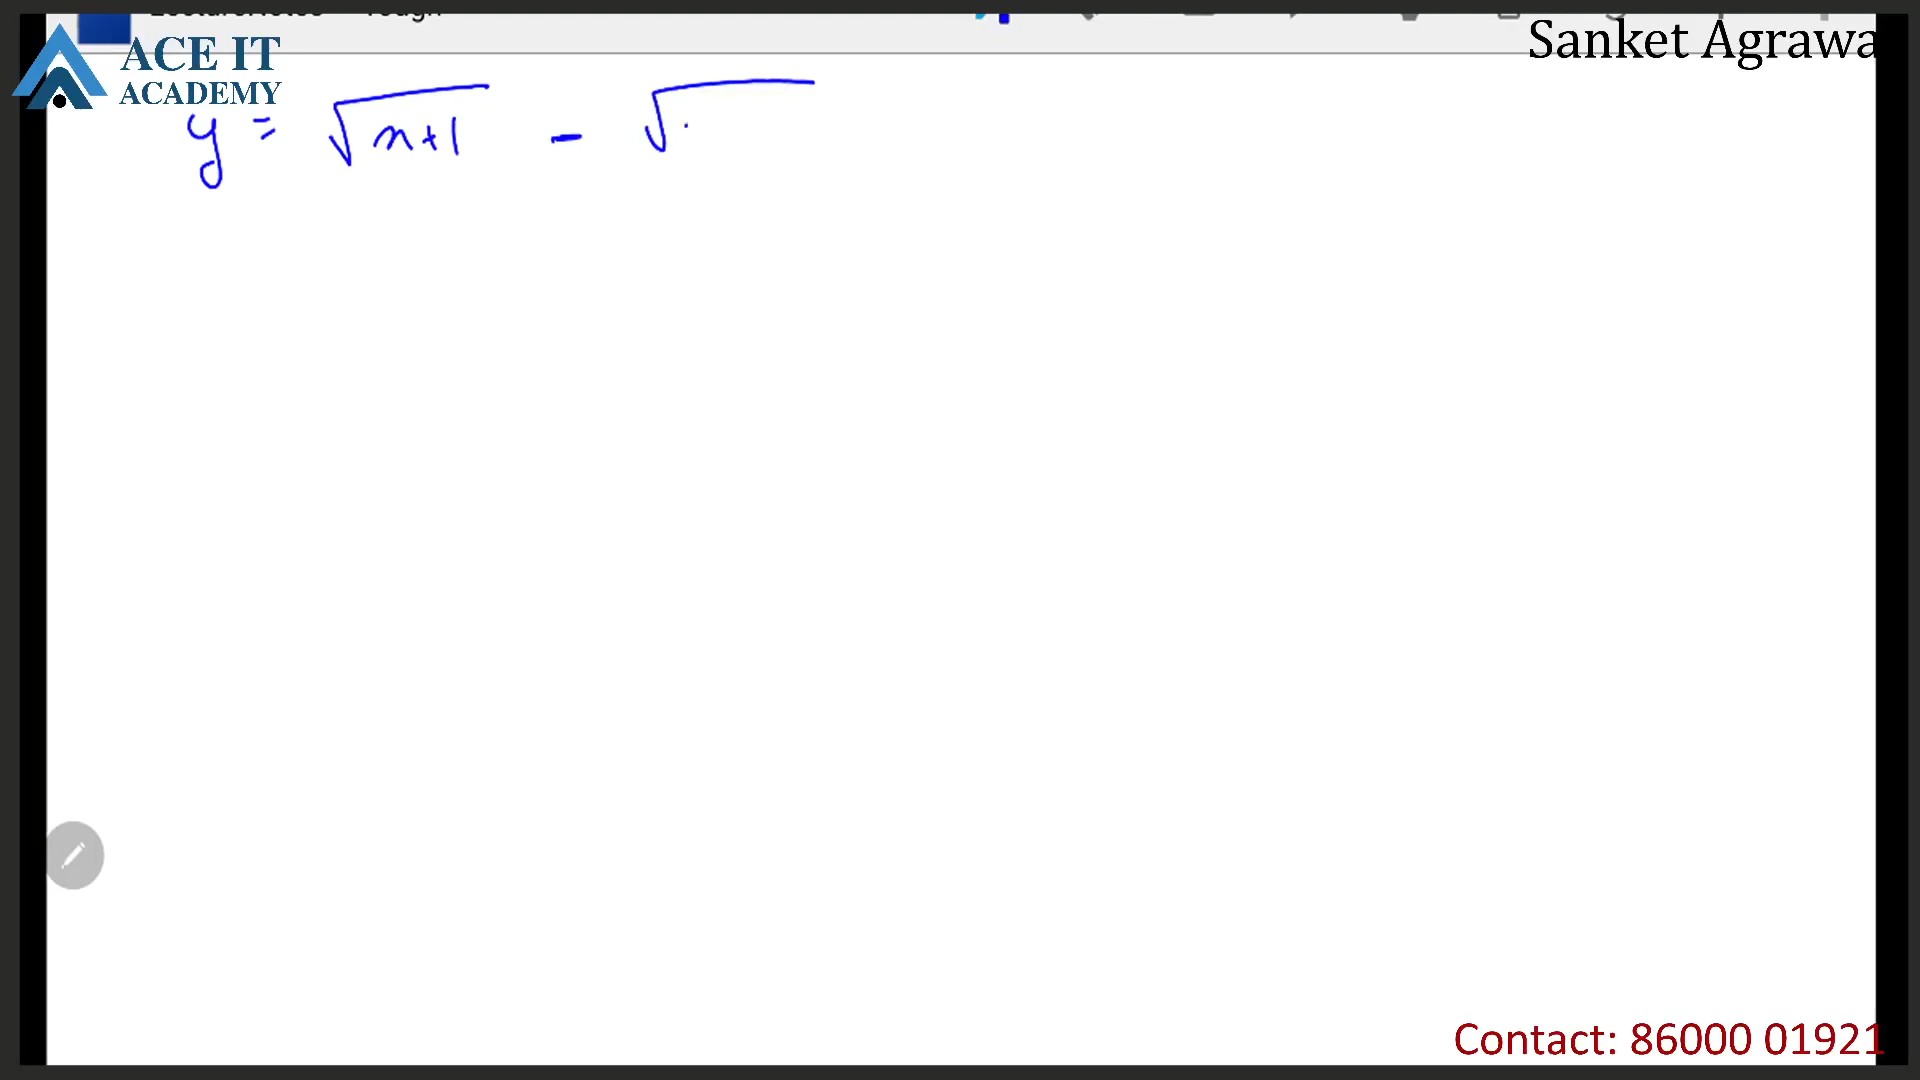 Sanket Agrawa
ACE IT
ACADEMY
y = √x+1 - √
Contact: 86000 01921